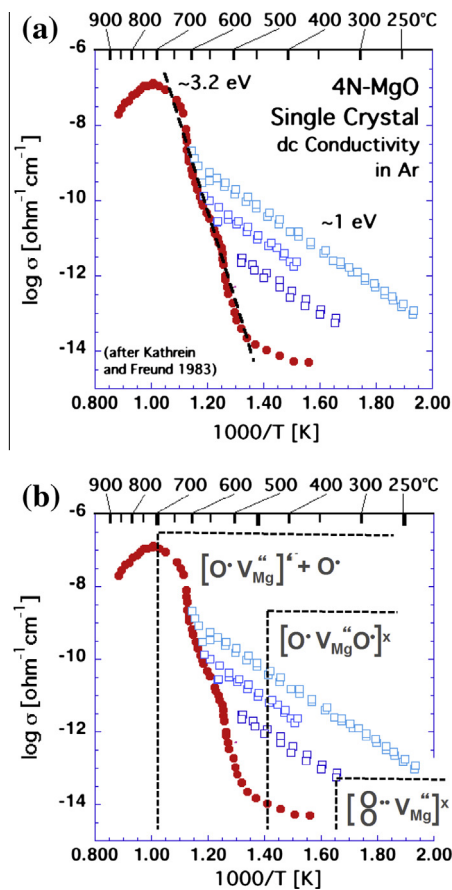 (a)
900 800 700 600 500 400 300 250°C
-6
-8
-10
-12
-14
log σ [ohm⁻¹cm⁻¹]
~3.2 eV
4N-MgO
Single Crystal
dc Conductivity
in Ar
~1 eV
(after Kathrein
and Freund 1983)
0.800 1.00 1.20 1.40 1.60 1.80 2.00
1000/T [K]
(b)
900 800 700 600 500 400 300 250°C
-6
-8
-10
-12
-14
log σ [ohm⁻¹cm⁻¹]
[O• V Mg “]‘ + O•
[O• V Mg “ O•]ˣ
[O O •• V Mg “]ˣ
0.800 1.00 1.20 1.40 1.60 1.80 2.00
1000/T [K]